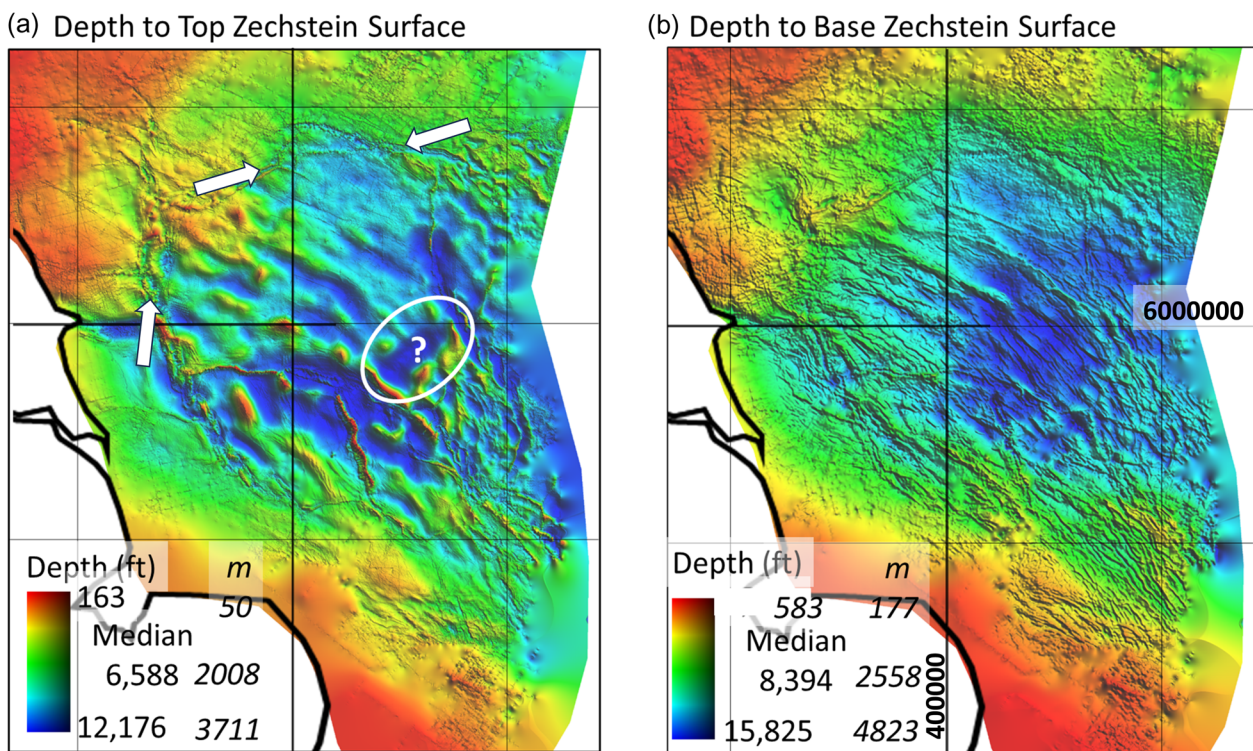 (a) Depth to Top Zechstein Surface
?
Depth (ft) m
163 50
Median
6,588 2008
12,176 3711
(b) Depth to Base Zechstein Surface
6000000
Depth (ft) m
583 177
Median
8,394 2558
15,825 4823
400000